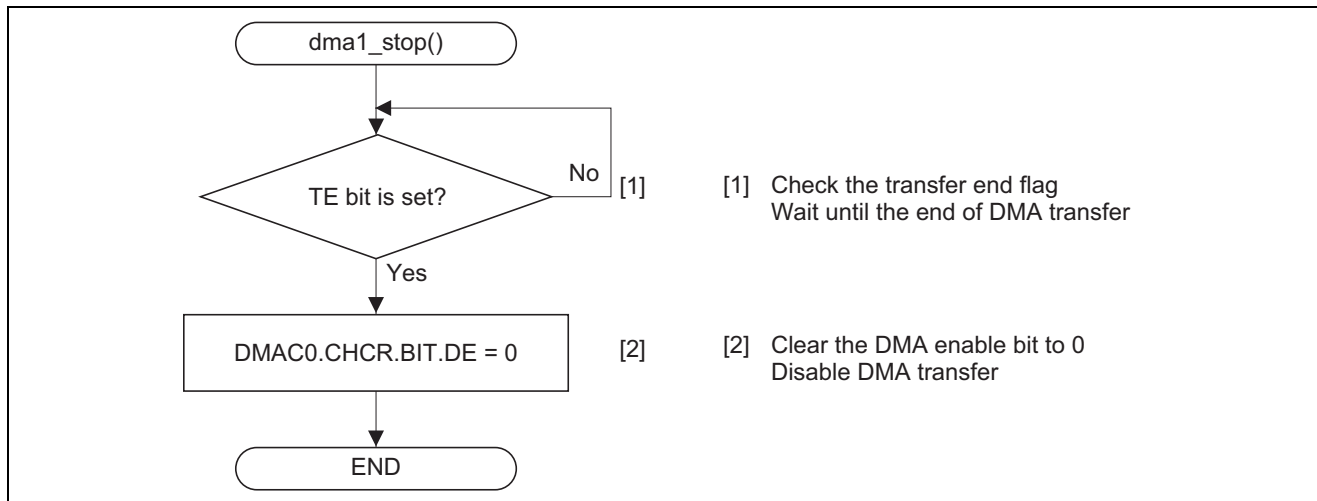 dma1_stop()
No
[1]
TE bit is set?
[1] Check the transfer end flag
Wait until the end of DMA transfer
Yes
DMAC0.CHCR.BIT.DE = 0
[2]
[2] Clear the DMA enable bit to 0
Disable DMA transfer
END